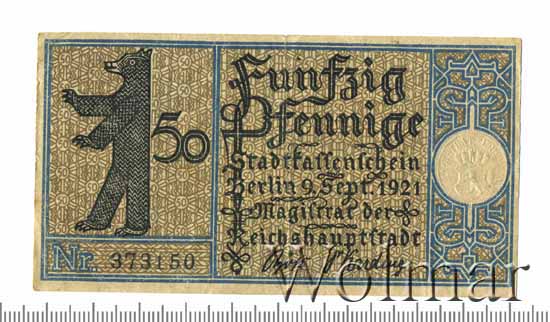 50
Fünfzig
Pfennige
Stadtkassenschein
Berlin 9. Sept. 1921
Magistrat der
Reichshauptstadt
Nr. 373150
Wolmar